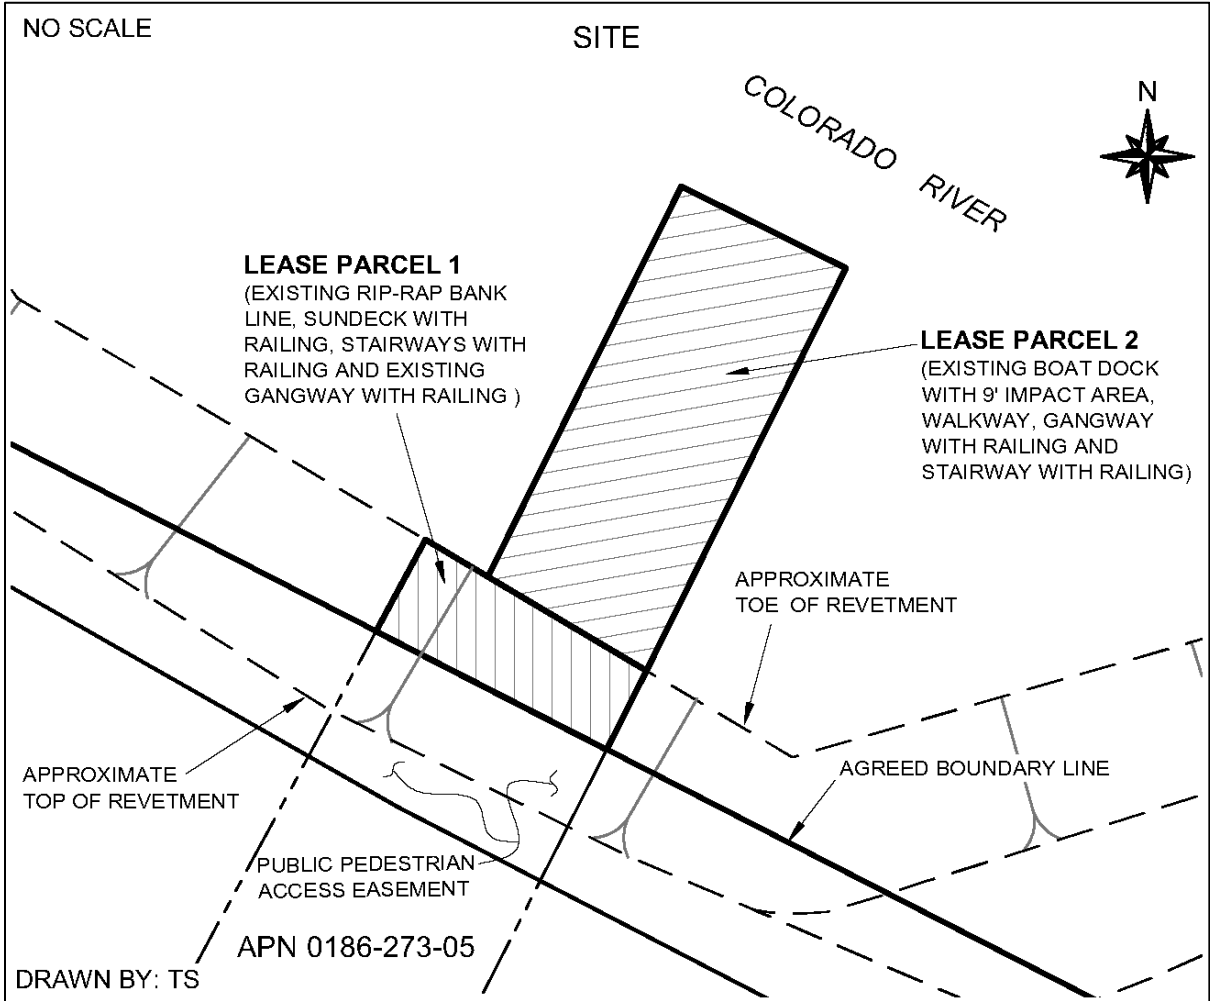 NO SCALE
SITE
COLORADO RIVER
N
LEASE PARCEL 1
(EXISTING RIP-RAP BANK
LINE, SUNDECK WITH
RAILING, STAIRWAYS WITH
RAILING AND EXISTING
GANGWAY WITH RAILING )
LEASE PARCEL 2
(EXISTING BOAT DOCK
WITH 9' IMPACT AREA,
WALKWAY, GANGWAY
WITH RAILING AND
STAIRWAY WITH RAILING)
APPROXIMATE
TOE OF REVETMENT
APPROXIMATE
TOP OF REVETMENT
AGREED BOUNDARY LINE
PUBLIC PEDESTRIAN
ACCESS EASEMENT
APN 0186-273-05
DRAWN BY: TS